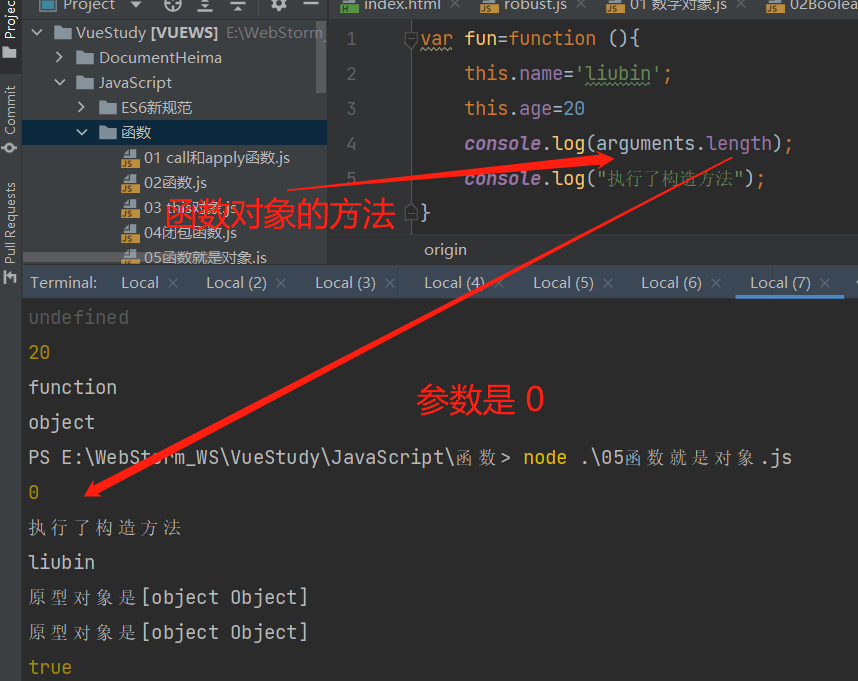 Project
index.html
robust.js
01 数字对象.js
VueStudy [VUEWS] E:\WebStorm_
DocumentHeima
JavaScript
ES6新规范
函数
01 call和apply函数.js
02函数.js
03 this对象.js
04闭包函数.js
05函数就是对象.js
Commit
Pull Requests
1 var fun=function (){
2 this.name='liubin';
3 this.age=20
4 console.log(arguments.length);
5 console.log("执行了构造方法");
}
函数对象的方法
origin
Terminal: Local Local (2) Local (3) Local (4) Local (5) Local (6) Local (7)
undefined
20
function
object
参数是 0
PS E:\WebStorm_WS\VueStudy\JavaScript\函数> node .\05函数就是对象.js
0
执行了构造方法
liubin
原型对象是[object Object]
原型对象是[object Object]
true